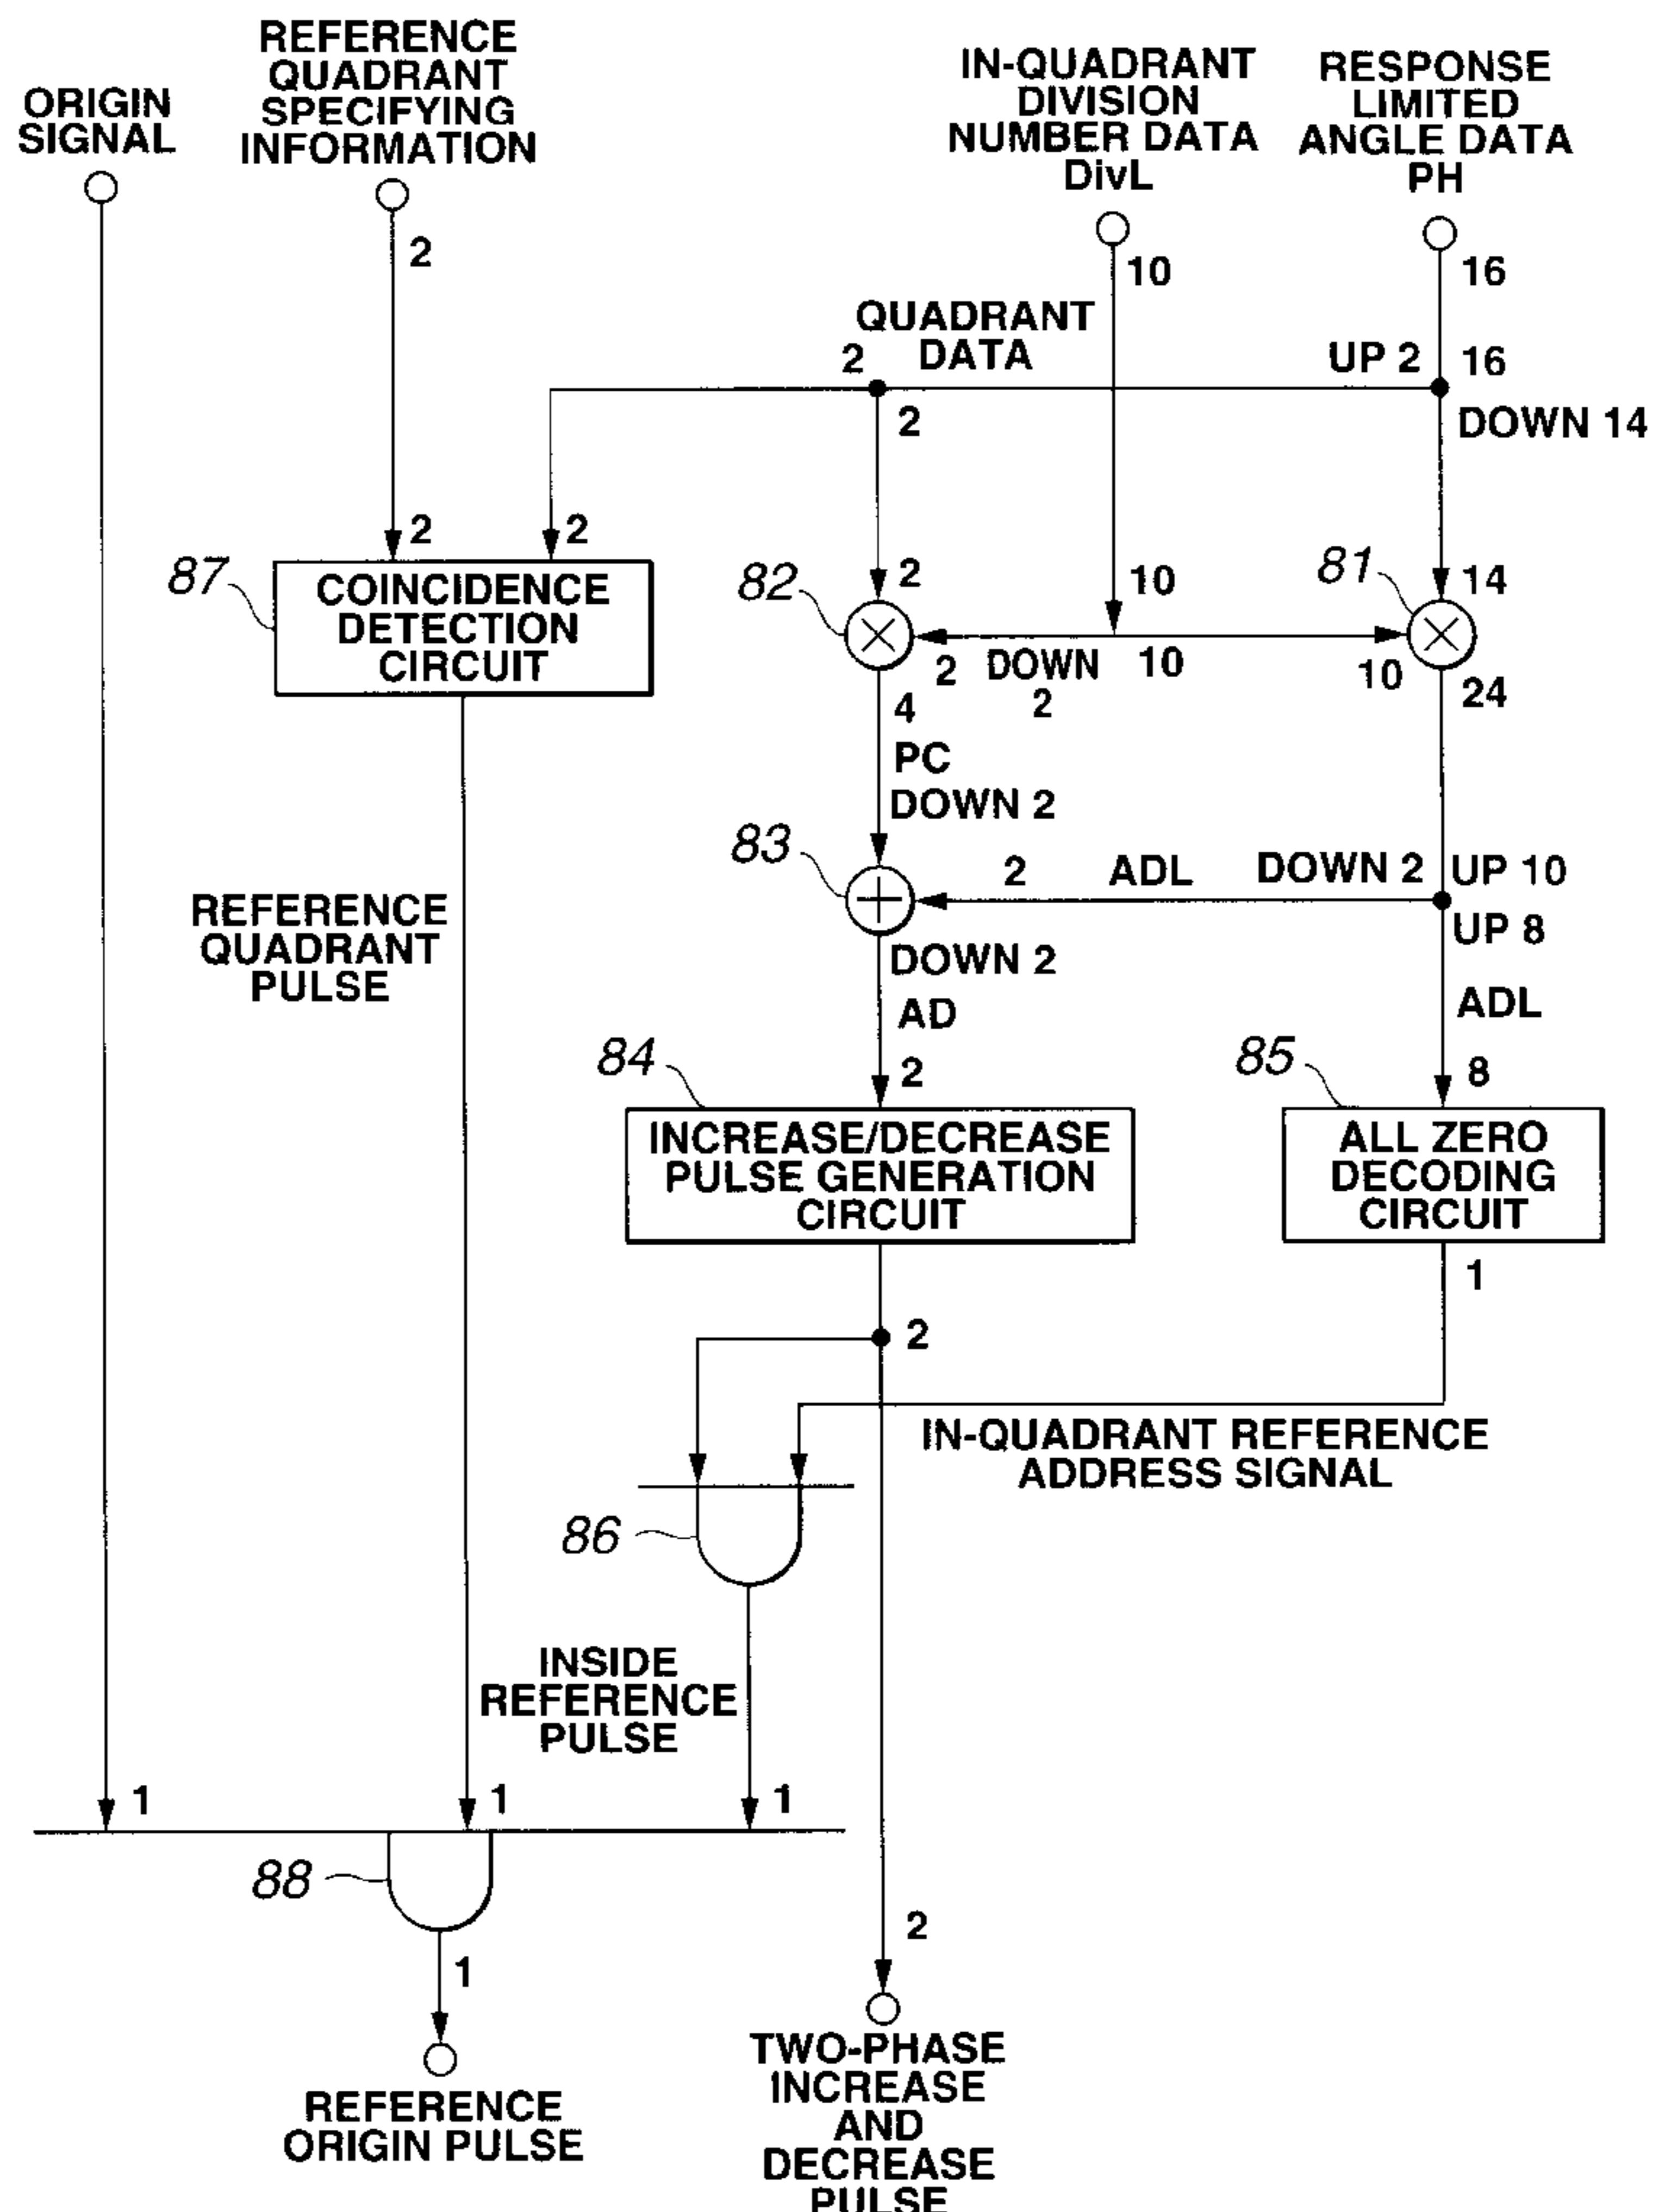 ORIGIN
SIGNAL
REFERENCE
QUADRANT
SPECIFYING
INFORMATION
IN-QUADRANT
DIVISION
NUMBER DATA
DivL
RESPONSE
LIMITED
ANGLE DATA
PH
2
10
16
QUADRANT
DATA
2
UP 2
16
2
DOWN 14
2
2
87
COINCIDENCE
DETECTION
CIRCUIT
82
2
10
81
14
2
DOWN
2
10
10
24
4
PC
DOWN 2
83
2
ADL
DOWN 2
UP 10
UP 8
REFERENCE
QUADRANT
PULSE
DOWN 2
AD
ADL
84
2
85
8
INCREASE/DECREASE
PULSE GENERATION
CIRCUIT
ALL ZERO
DECODING
CIRCUIT
1
2
IN-QUADRANT REFERENCE
ADDRESS SIGNAL
86
INSIDE
REFERENCE
PULSE
1
1
1
88
2
1
REFERENCE
ORIGIN PULSE
TWO-PHASE
INCREASE
AND
DECREASE
PULSE